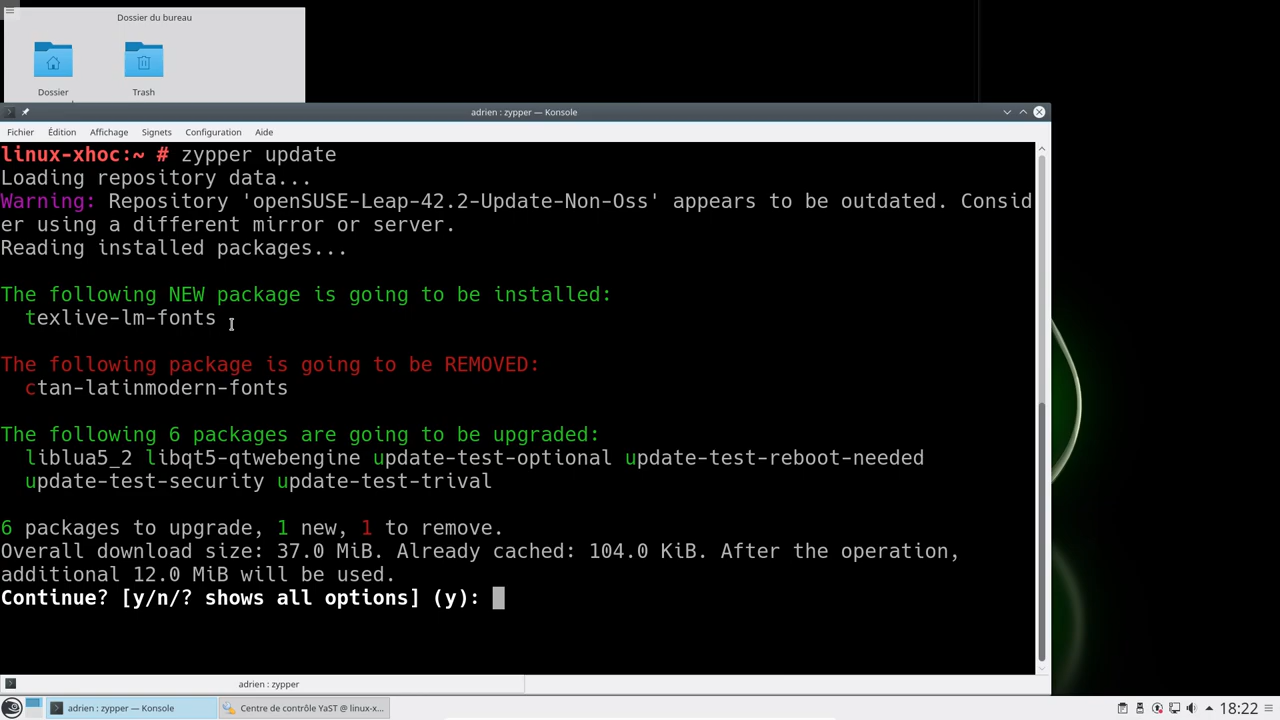 Dossier du bureau
Dossier
Trash
adrien : zypper — Konsole
Fichier Édition Affichage Signets Configuration Aide
linux-xhoc:~ # zypper update
Loading repository data...
Warning: Repository 'openSUSE-Leap-42.2-Update-Non-Oss' appears to be outdated. Consid
er using a different mirror or server.
Reading installed packages...
The following NEW package is going to be installed:
texlive-lm-fonts
The following package is going to be REMOVED:
ctan-latinmodern-fonts
The following 6 packages are going to be upgraded:
liblua5_2 libqt5-qtwebengine update-test-optional update-test-reboot-needed
update-test-security update-test-trival
6 packages to upgrade, 1 new, 1 to remove.
Overall download size: 37.0 MiB. Already cached: 104.0 KiB. After the operation,
additional 12.0 MiB will be used.
Continue? [y/n/? shows all options] (y):
adrien : zypper
adrien : zypper — Konsole
Centre de contrôle YaST @ linux-x...
18:22